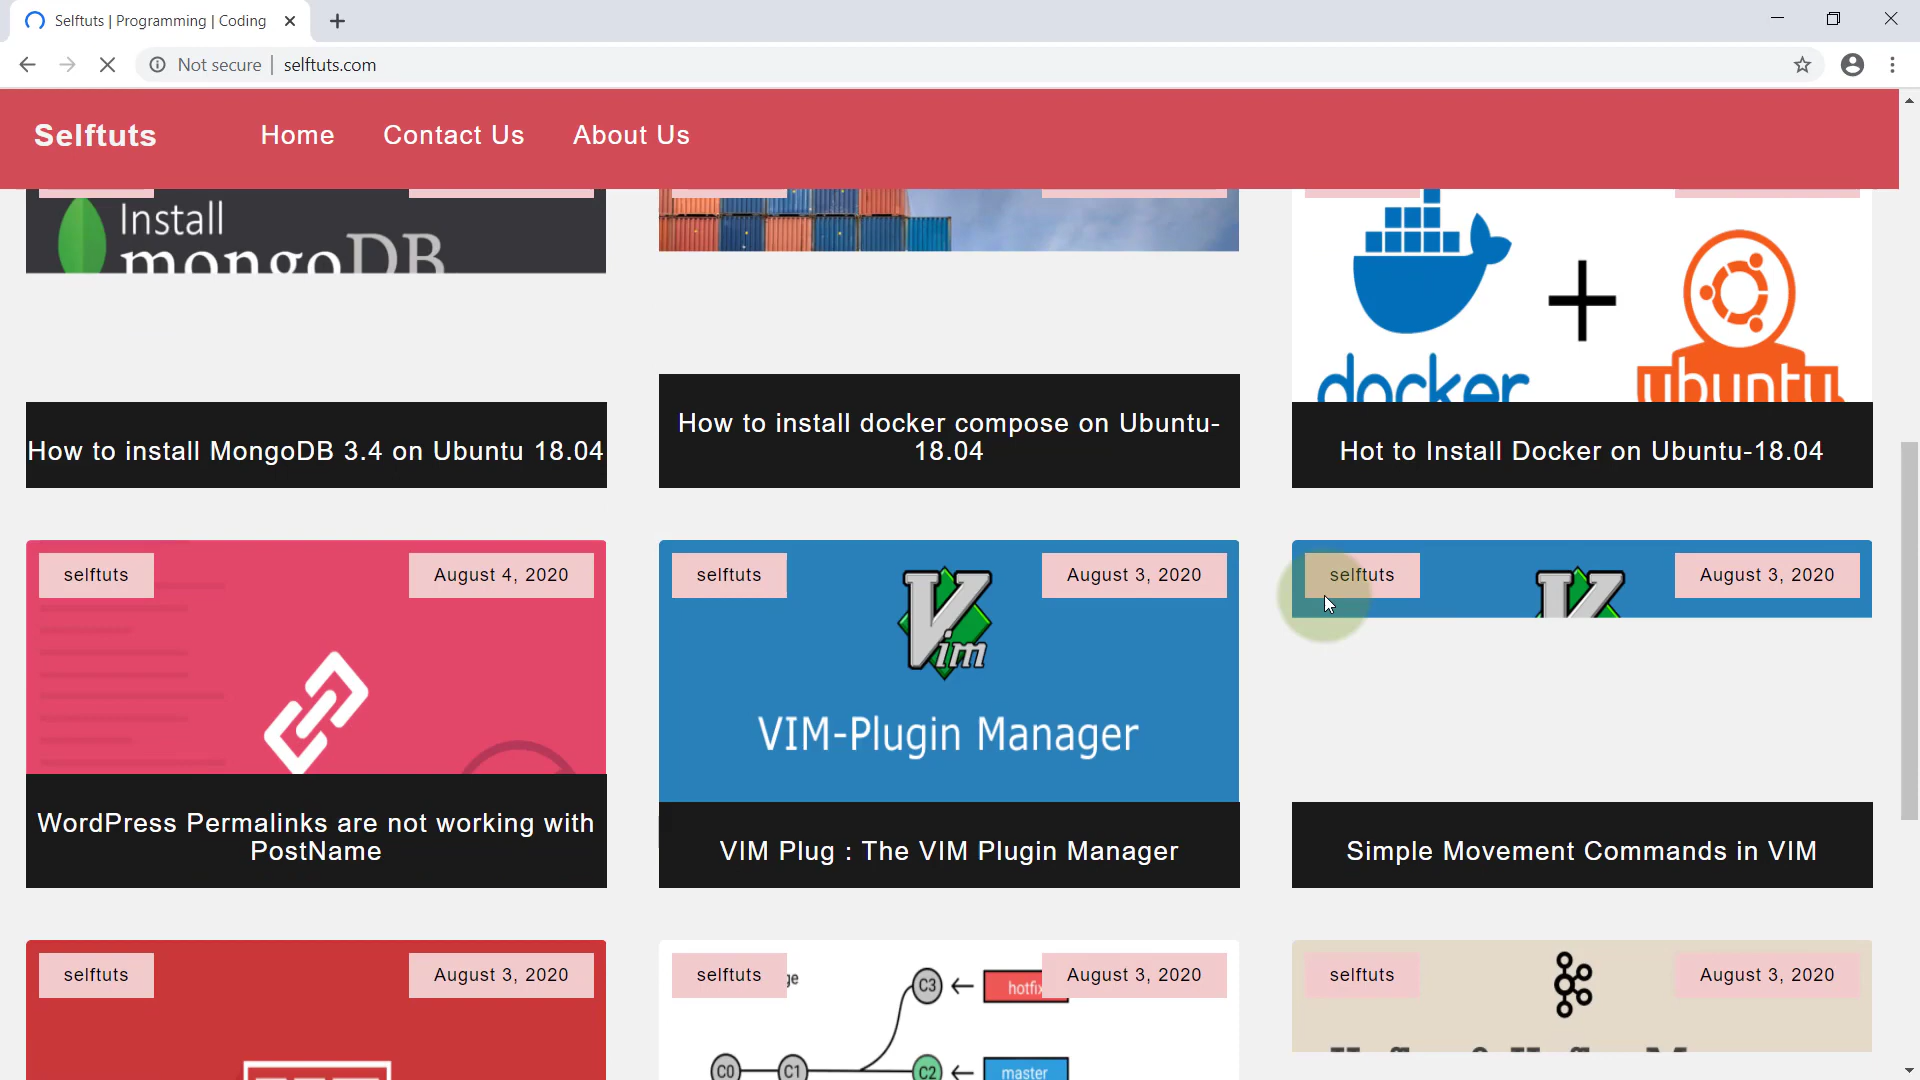 Selftuts | Programming | Coding
Not secure
selftuts.com
Selftuts
Home
Contact Us
About Us
Install
mongoDB
docker
ubuntu
How to install MongoDB 3.4 on Ubuntu 18.04
How to install docker compose on Ubuntu-
18.04
Hot to Install Docker on Ubuntu-18.04
selftuts
August 4, 2020
selftuts
August 3, 2020
Vim
VIM-Plugin Manager
selftuts
August 3, 2020
WordPress Permalinks are not working with
PostName
VIM Plug : The VIM Plugin Manager
Simple Movement Commands in VIM
selftuts
August 3, 2020
selftuts
August 3, 2020
C3
hotfix
C0
C1
C2
master
selftuts
August 3, 2020